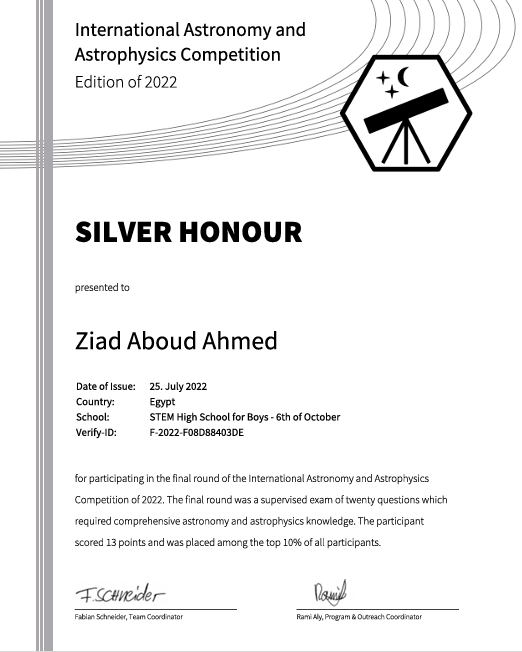 International Astronomy and
Astrophysics Competition
Edition of 2022
SILVER HONOUR
presented to
Ziad Aboud Ahmed
Date of Issue: 25. July 2022
Country: Egypt
School: STEM High School for Boys - 6th of October
Verify-ID: F-2022-F08D88403DE
for participating in the final round of the International Astronomy and Astrophysics
Competition of 2022. The final round was a supervised exam of twenty questions which
required comprehensive astronomy and astrophysics knowledge. The participant
scored 13 points and was placed among the top 10% of all participants.
F. SCHNEider
Fabian Schneider, Team Coordinator
Rami Aly, Program & Outreach Coordinator